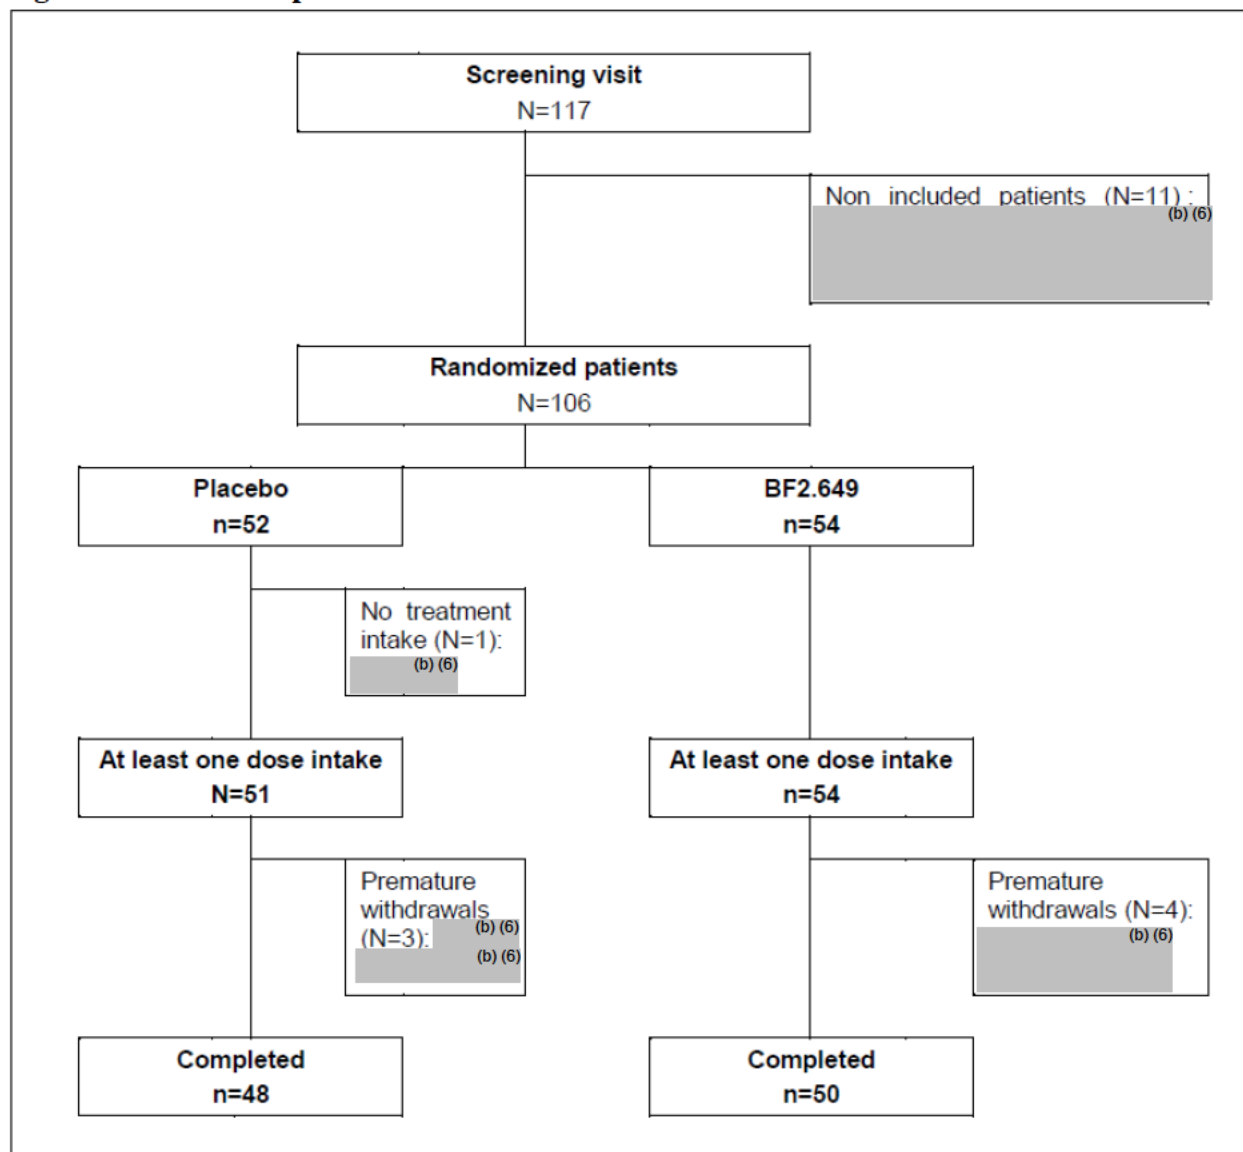 Screening visit
N=117
Non included patients (N=11) :
(b) (6)
Randomized patients
N=106
Placebo
n=52
BF2.649
n=54
No treatment
intake (N=1):
(b) (6)
At least one dose intake
N=51
At least one dose intake
n=54
Premature
withdrawals
(N=3):
(b) (6)
(b) (6)
Premature
withdrawals (N=4):
(b) (6)
Completed
n=48
Completed
n=50